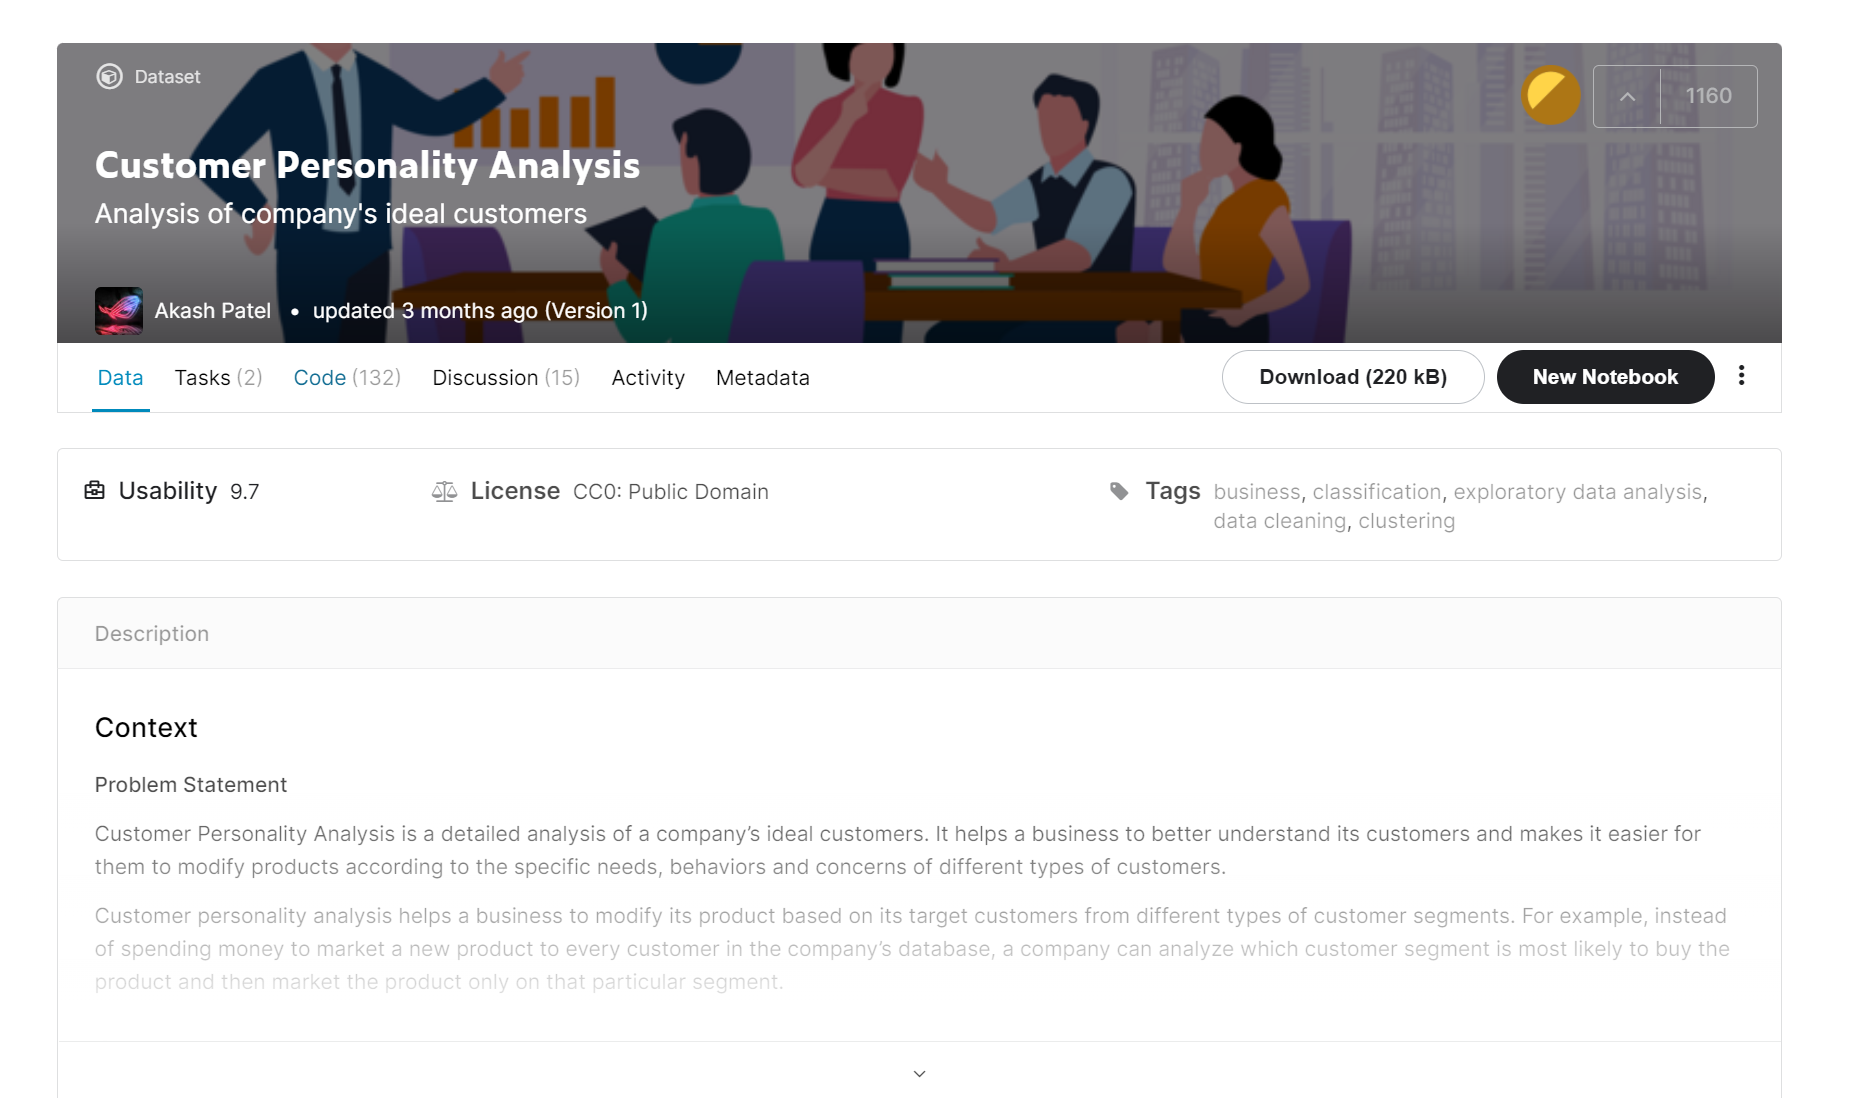 Dataset
1160
Customer Personality Analysis
Analysis of company's ideal customers
Akash Patel • updated 3 months ago (Version 1)
Data Tasks (2) Code (132) Discussion (15) Activity Metadata Download (220 kB) New Notebook
Usability 9.7 License CC0: Public Domain Tags business, classification, exploratory data analysis,
data cleaning, clustering
Description
Context
Problem Statement
Customer Personality Analysis is a detailed analysis of a company’s ideal customers. It helps a business to better understand its customers and makes it easier for
them to modify products according to the specific needs, behaviors and concerns of different types of customers.
Customer personality analysis helps a business to modify its product based on its target customers from different types of customer segments. For example, instead
of spending money to market a new product to every customer in the company’s database, a company can analyze which customer segment is most likely to buy the
product and then market the product only on that particular segment.